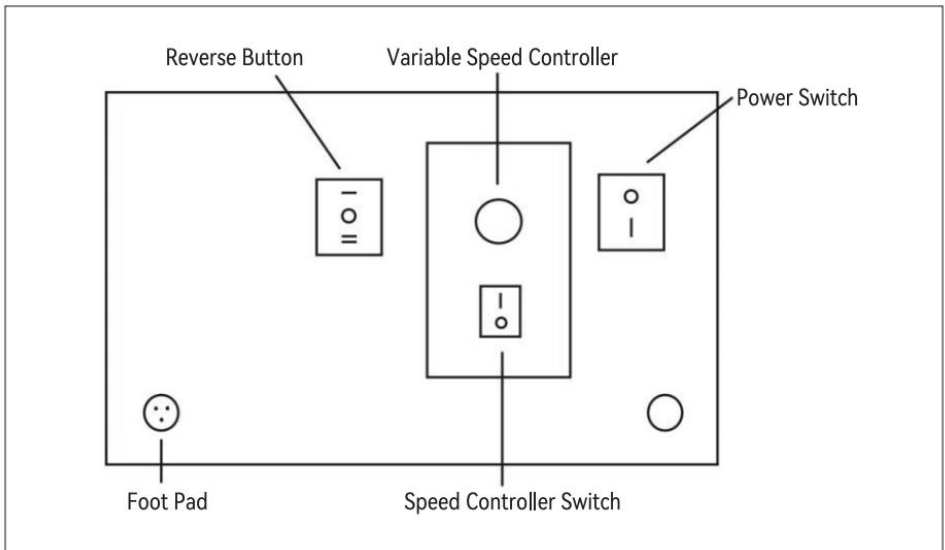 Reverse Button
Variable Speed Controller
Power Switch
Foot Pad
Speed Controller Switch